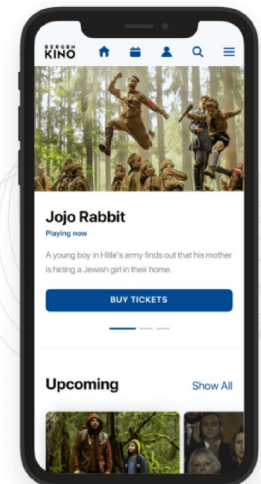 BERGEN
KINO
Jojo Rabbit
Playing now
A young boy in Hitle's army finds out that his mother
is hiding a Jewish girl in their home.
BUY TICKETS
Upcoming
Show All